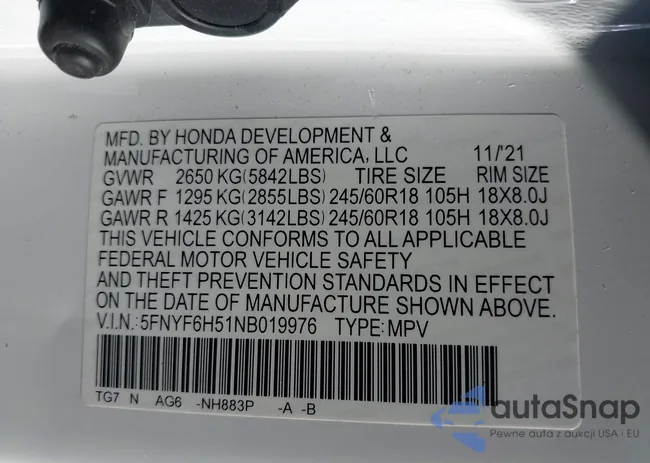 MFD. BY HONDA DEVELOPMENT &
MANUFACTURING OF AMERICA, LLC 11/'21
GVWR 2650 KG(5842LBS) TIRE SIZE RIM SIZE
GAWR F 1295 KG(2855LBS) 245/60R18 105H 18X8.0J
GAWR R 1425 KG(3142LBS) 245/60R18 105H 18X8.0J
THIS VEHICLE CONFORMS TO ALL APPLICABLE
FEDERAL MOTOR VEHICLE SAFETY
AND THEFT PREVENTION STANDARDS IN EFFECT
ON THE DATE OF MANUFACTURE SHOWN ABOVE.
V.I.N.:5FNYF6H51NB019976 TYPE:MPV
TG7 N AG6 -NH883P -A -B
autaSnap
Pewne auta z aukcji USA i EU